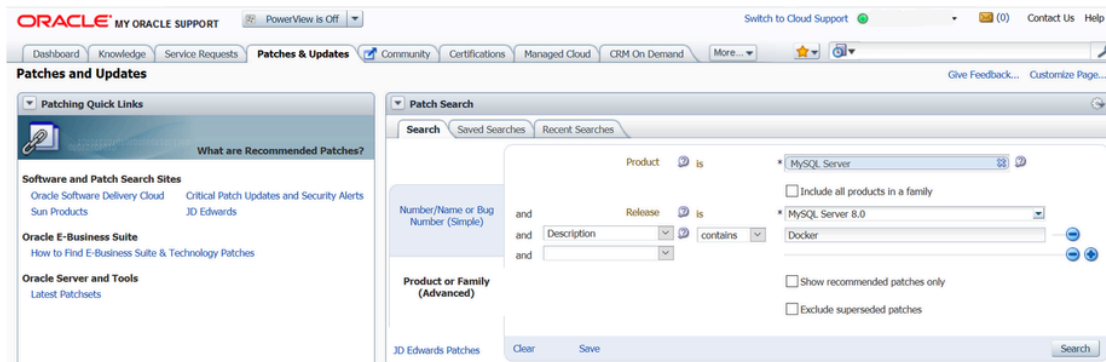 ORACLE MY ORACLE SUPPORT PowerView is Off Switch to Cloud Support (0) Contact Us Help
Dashboard Knowledge Service Requests Patches & Updates Community Certifications Managed Cloud CRM On Demand More...
Patches and Updates Give Feedback... Customize Page...
Patching Quick Links
What are Recommended Patches?
Software and Patch Search Sites
Oracle Software Delivery Cloud Critical Patch Updates and Security Alerts
Sun Products JD Edwards
Oracle E-Business Suite
How to Find E-Business Suite & Technology Patches
Oracle Server and Tools
Latest Patchsets
Patch Search
Search Saved Searches Recent Searches
Number/Name or Bug
Number (Simple)
Product or Family
(Advanced)
JD Edwards Patches
Product is * MySQL Server
Include all products in a family
and Release is * MySQL Server 8.0
and Description contains Docker
and
Show recommended patches only
Exclude superseded patches
Clear Save Search